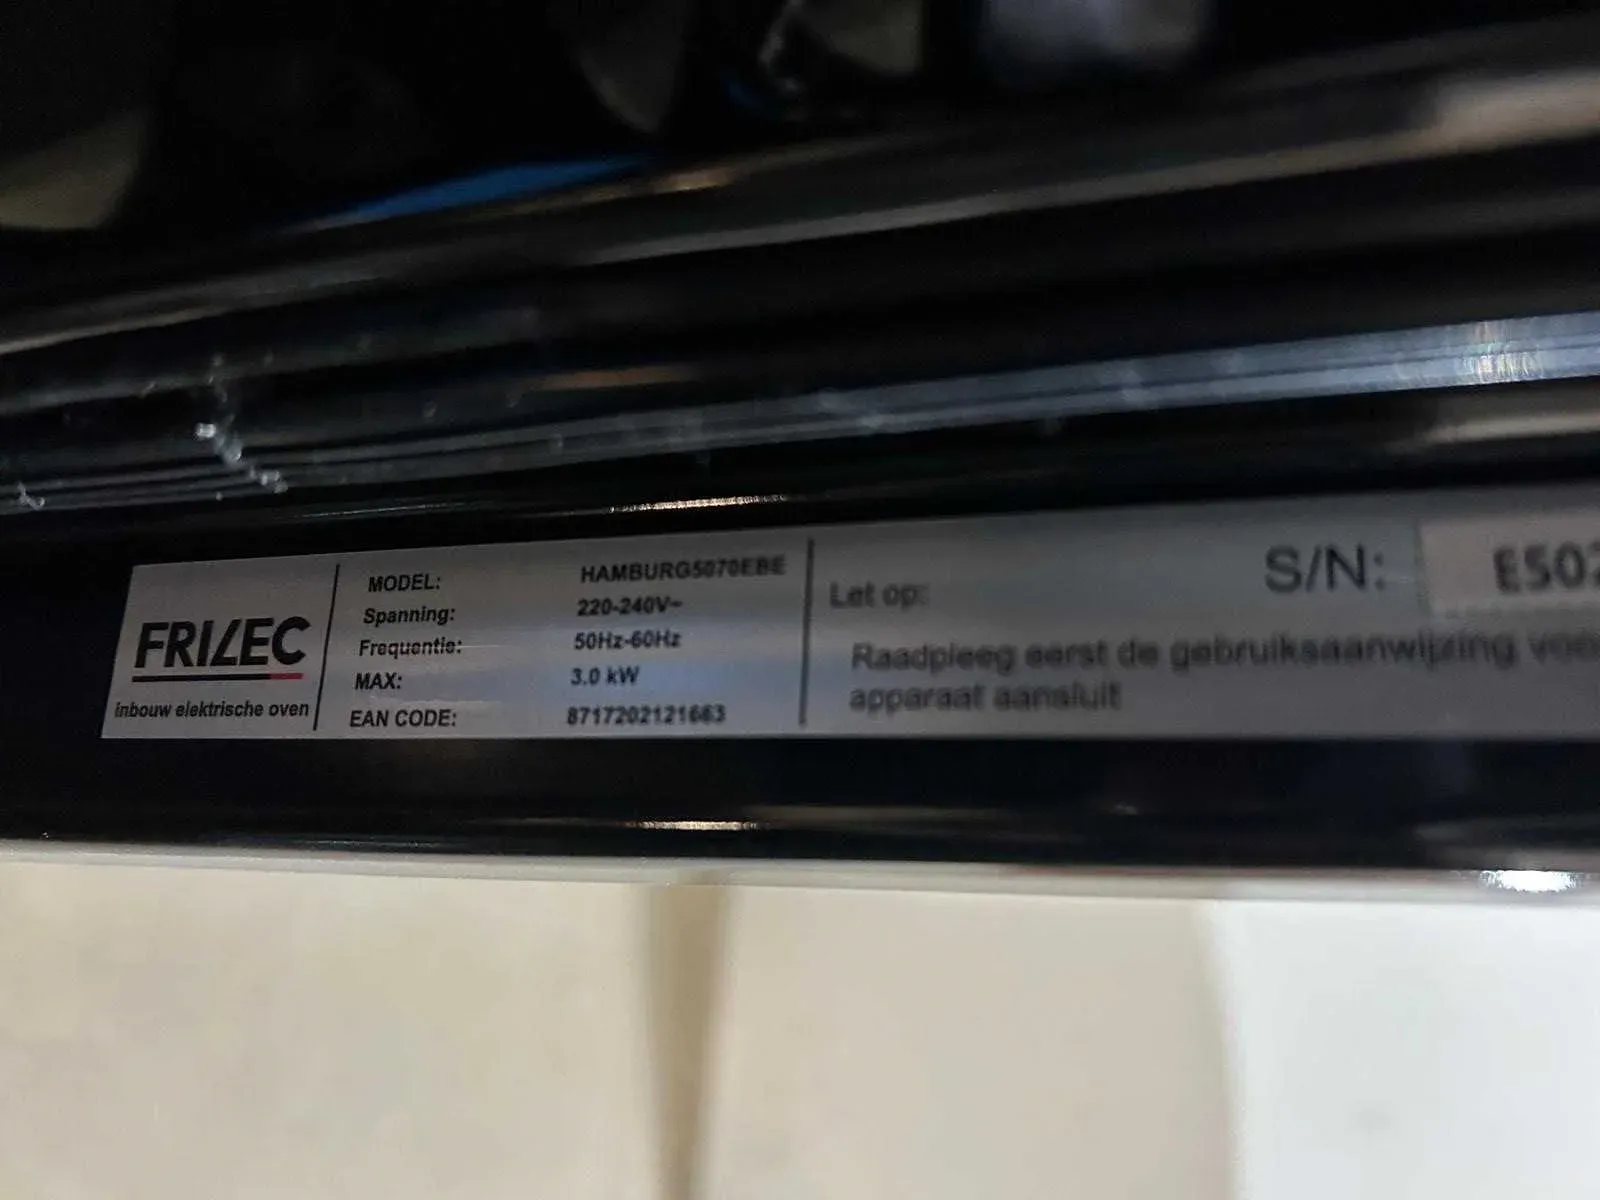 FRILEC
inbouw elektrische oven
MODEL: HAMBURG5070EBE
Spanning: 220-240V~
Frequentie: 50Hz-60Hz
MAX: 3.0 kW
EAN CODE: 8717202121663
Let op:
S/N: E502
Raadpleeg eerst de gebruiksaanwijzing
apparaat aansluit